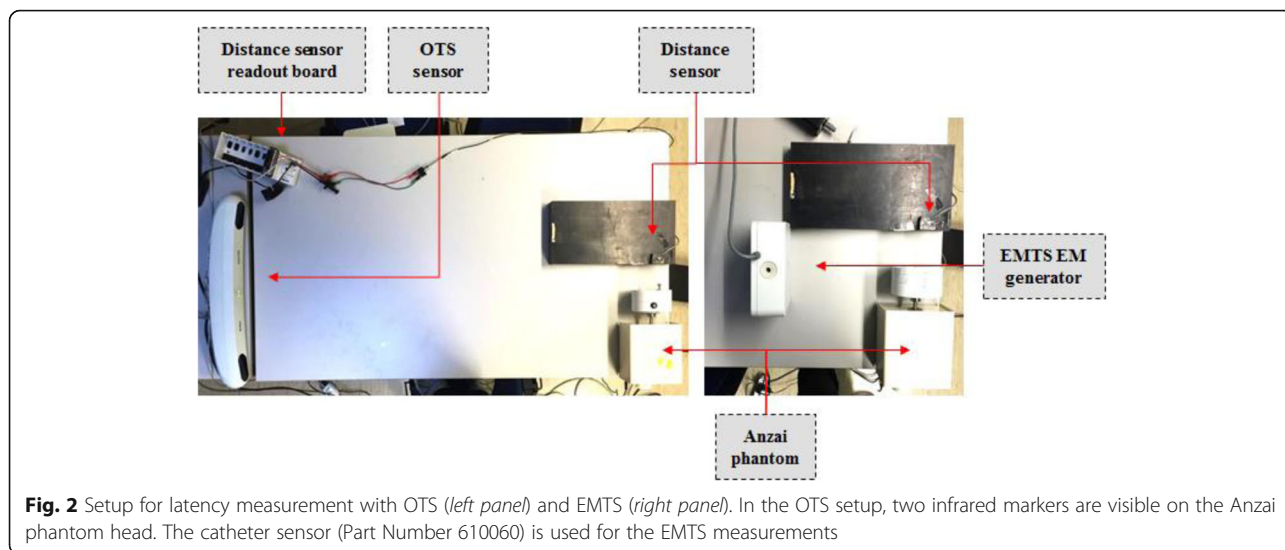 Distance sensor
readout board
OTS
sensor
Distance
sensor
EMTS EM
generator
Anzai
phantom
Fig. 2 Setup for latency measurement with OTS (left panel) and EMTS (right panel). In the OTS setup, two infrared markers are visible on the Anzai
phantom head. The catheter sensor (Part Number 610060) is used for the EMTS measurements